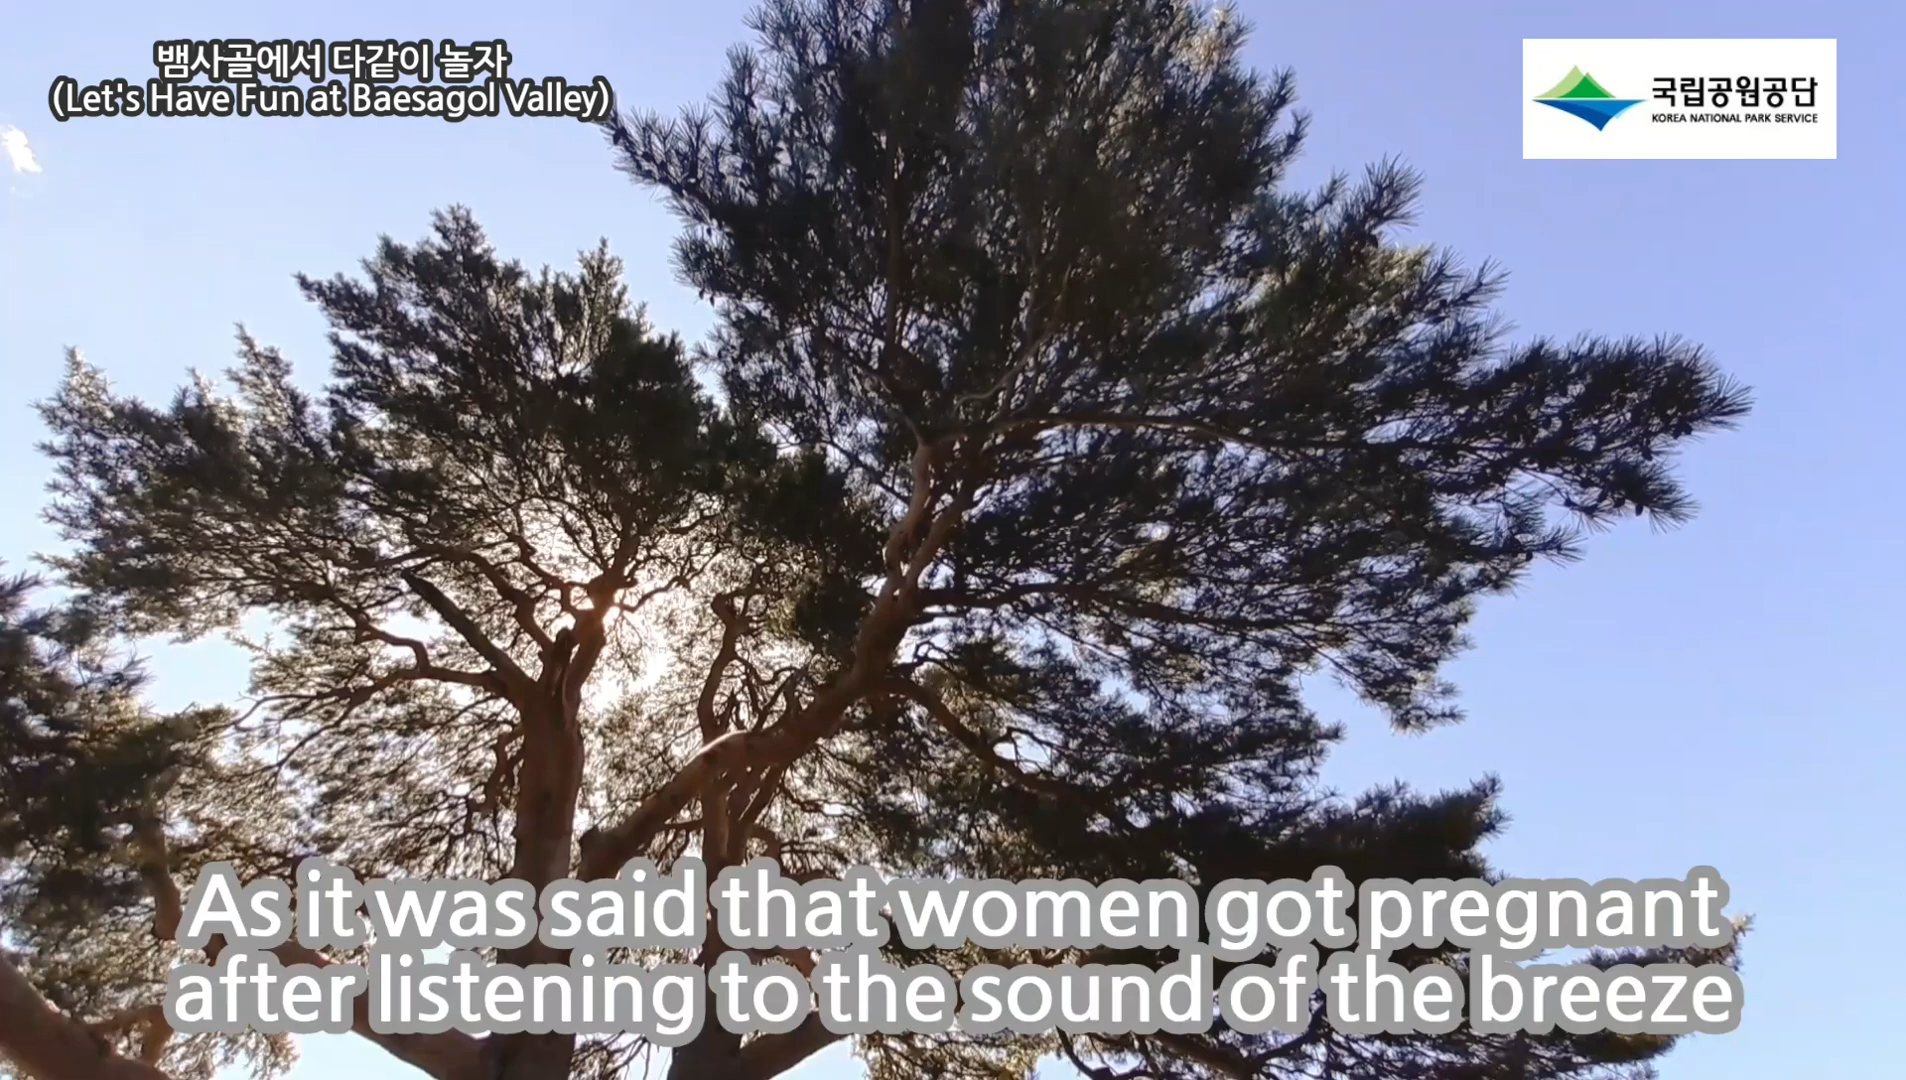 뱀사골에서 다같이 놀자
(Let's Have Fun at Baesagol Valley)
국립공원공단
KOREA NATIONAL PARK SERVICE
As it was said that women got pregnant
after listening to the sound of the breeze